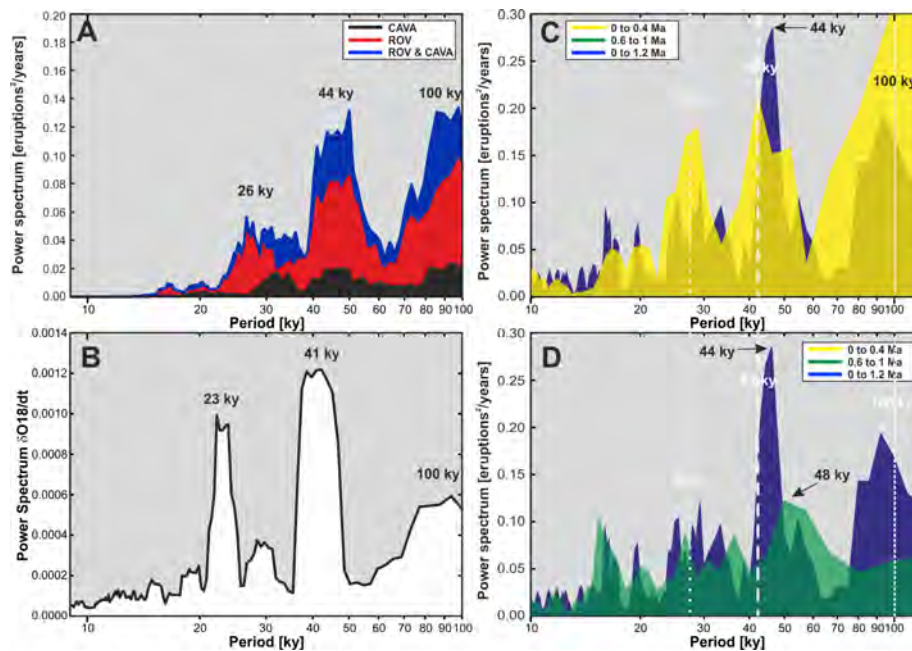 A
CAVA
ROV
ROV & CAVA
Power spectrum [eruptions²/years]
0.20
0.18
0.16
0.14
0.12
0.10
0.08
0.06
0.04
0.02
0.00
26 ky
44 ky
100 ky
10 20 30 40 50 60 70 80 90 100
Period [ky]
C
0 to 0.4 Ma
0.6 to 1 Ma
0 to 1.2 Ma
Power spectrum [eruptions²/years]
0.30
0.25
0.20
0.15
0.10
0.05
0.00
44 ky
ky
100 ky
10 20 30 40 50 60 70 80 90 100
Period [ky]
B
Power Spectrum δO18/dt
0.0014
0.0012
0.0010
0.0008
0.0006
0.0004
0.0002
0.0000
23 ky
41 ky
100 ky
10 20 30 40 50 60 70 80 90 100
Period [ky]
D
0 to 0.4 Ma
0.6 to 1 Ma
0 to 1.2 Ma
Power spectrum [eruptions²/years]
0.30
0.25
0.20
0.15
0.10
0.05
0.00
44 ky
ky
48 ky
10 20 30 40 50 60 70 80 90 100
Period [ky]